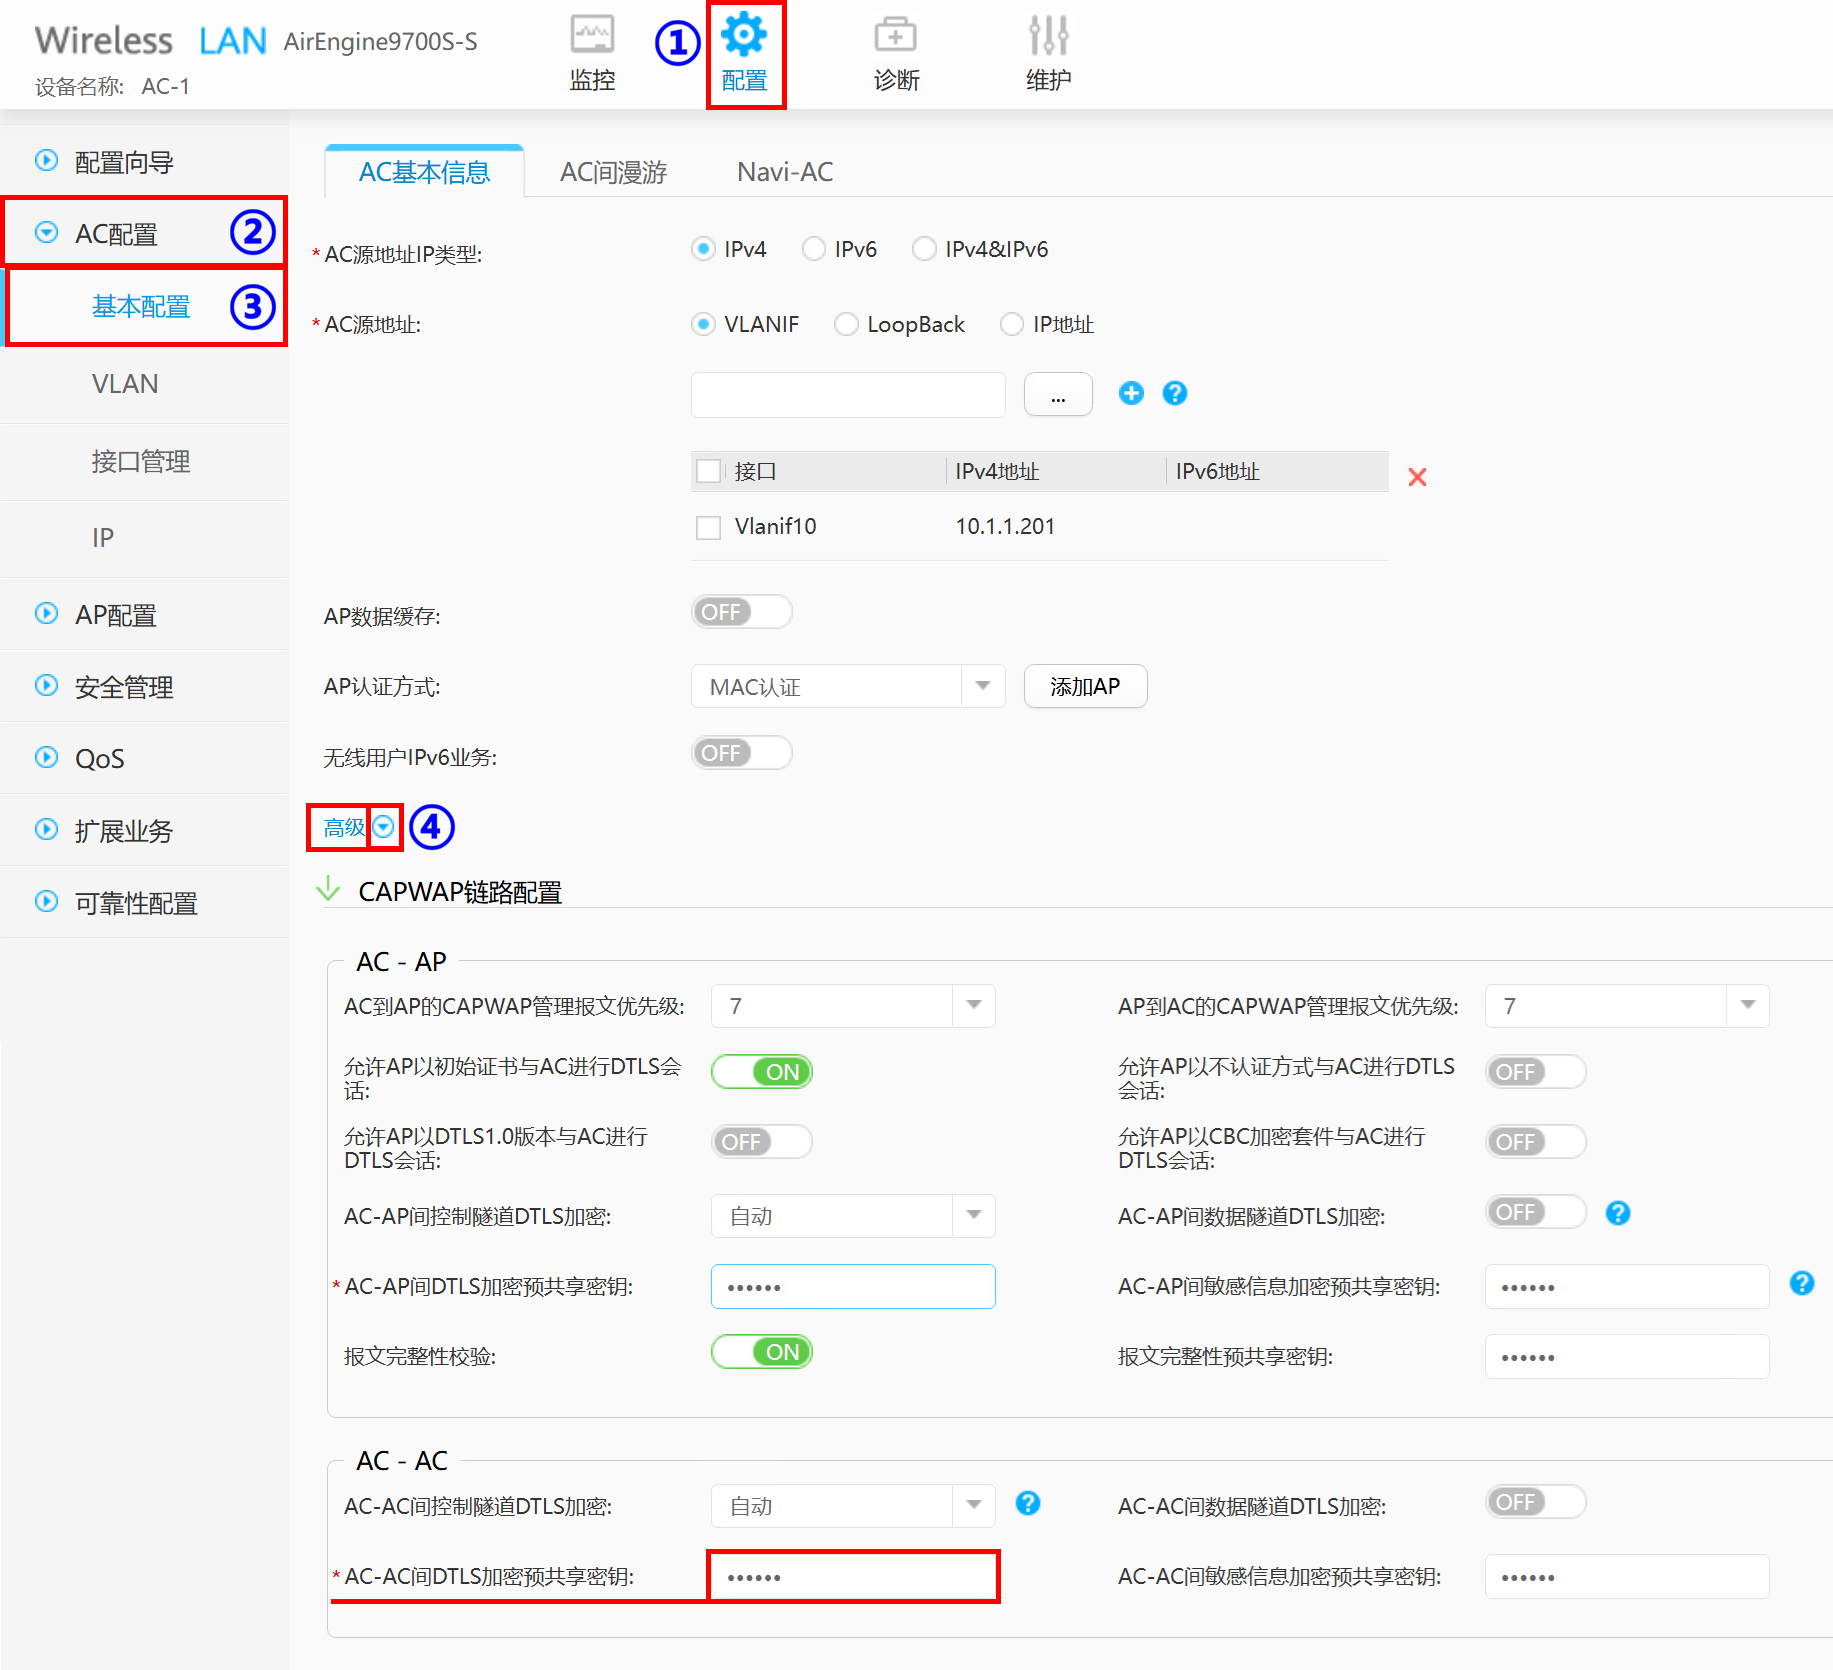 Wireless LAN AirEngine9700S-S
设备名称: AC-1
监控
① 配置
诊断
维护
配置向导
AC配置 ②
基本配置 ③
VLAN
接口管理
IP
AP配置
安全管理
QoS
扩展业务
可靠性配置
AC基本信息 AC间漫游 Navi-AC
* AC源地址IP类型: IPv4 IPv6 IPv4&IPv6
* AC源地址: VLANIF LoopBack IP地址
... ?
接口 IPv4地址 IPv6地址
Vlanif10 10.1.1.201
AP数据缓存: OFF
AP认证方式: MAC认证 添加AP
无线用户IPv6业务: OFF
高级 ④
CAPWAP链路配置
AC - AP
AC到AP的CAPWAP管理报文优先级: 7 AP到AC的CAPWAP管理报文优先级: 7
允许AP以初始证书与AC进行DTLS会
话: ON
允许AP以不认证方式与AC进行DTLS
会话: OFF
允许AP以DTLS1.0版本与AC进行
DTLS会话: OFF
允许AP以CBC加密套件与AC进行
DTLS会话: OFF
AC-AP间控制隧道DTLS加密: 自动 AC-AP间数据隧道DTLS加密: OFF ?
* AC-AP间DTLS加密预共享密钥: •••••• AC-AP间敏感信息加密预共享密钥: •••••• ?
报文完整性校验: ON 报文完整性预共享密钥: ••••••
AC - AC
AC-AC间控制隧道DTLS加密: 自动 ? AC-AC间数据隧道DTLS加密: OFF
* AC-AC间DTLS加密预共享密钥: •••••• AC-AC间敏感信息加密预共享密钥: ••••••